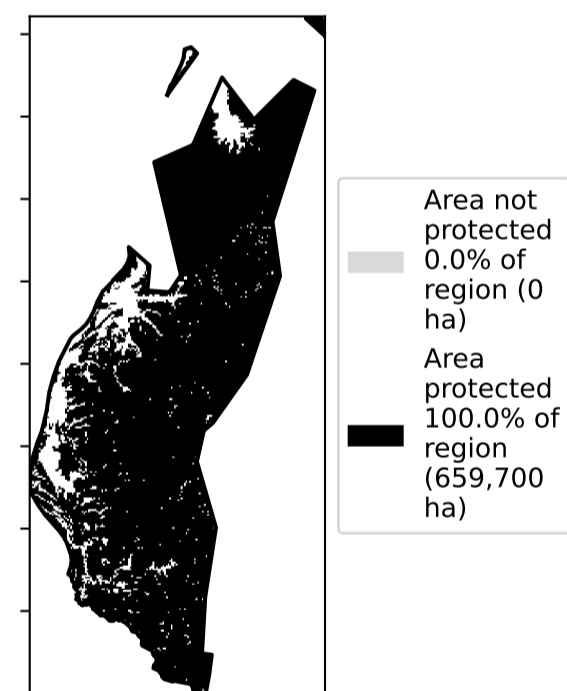 Area not
protected
0.0% of
region (0
ha)
Area
protected
100.0% of
region
(659,700
ha)